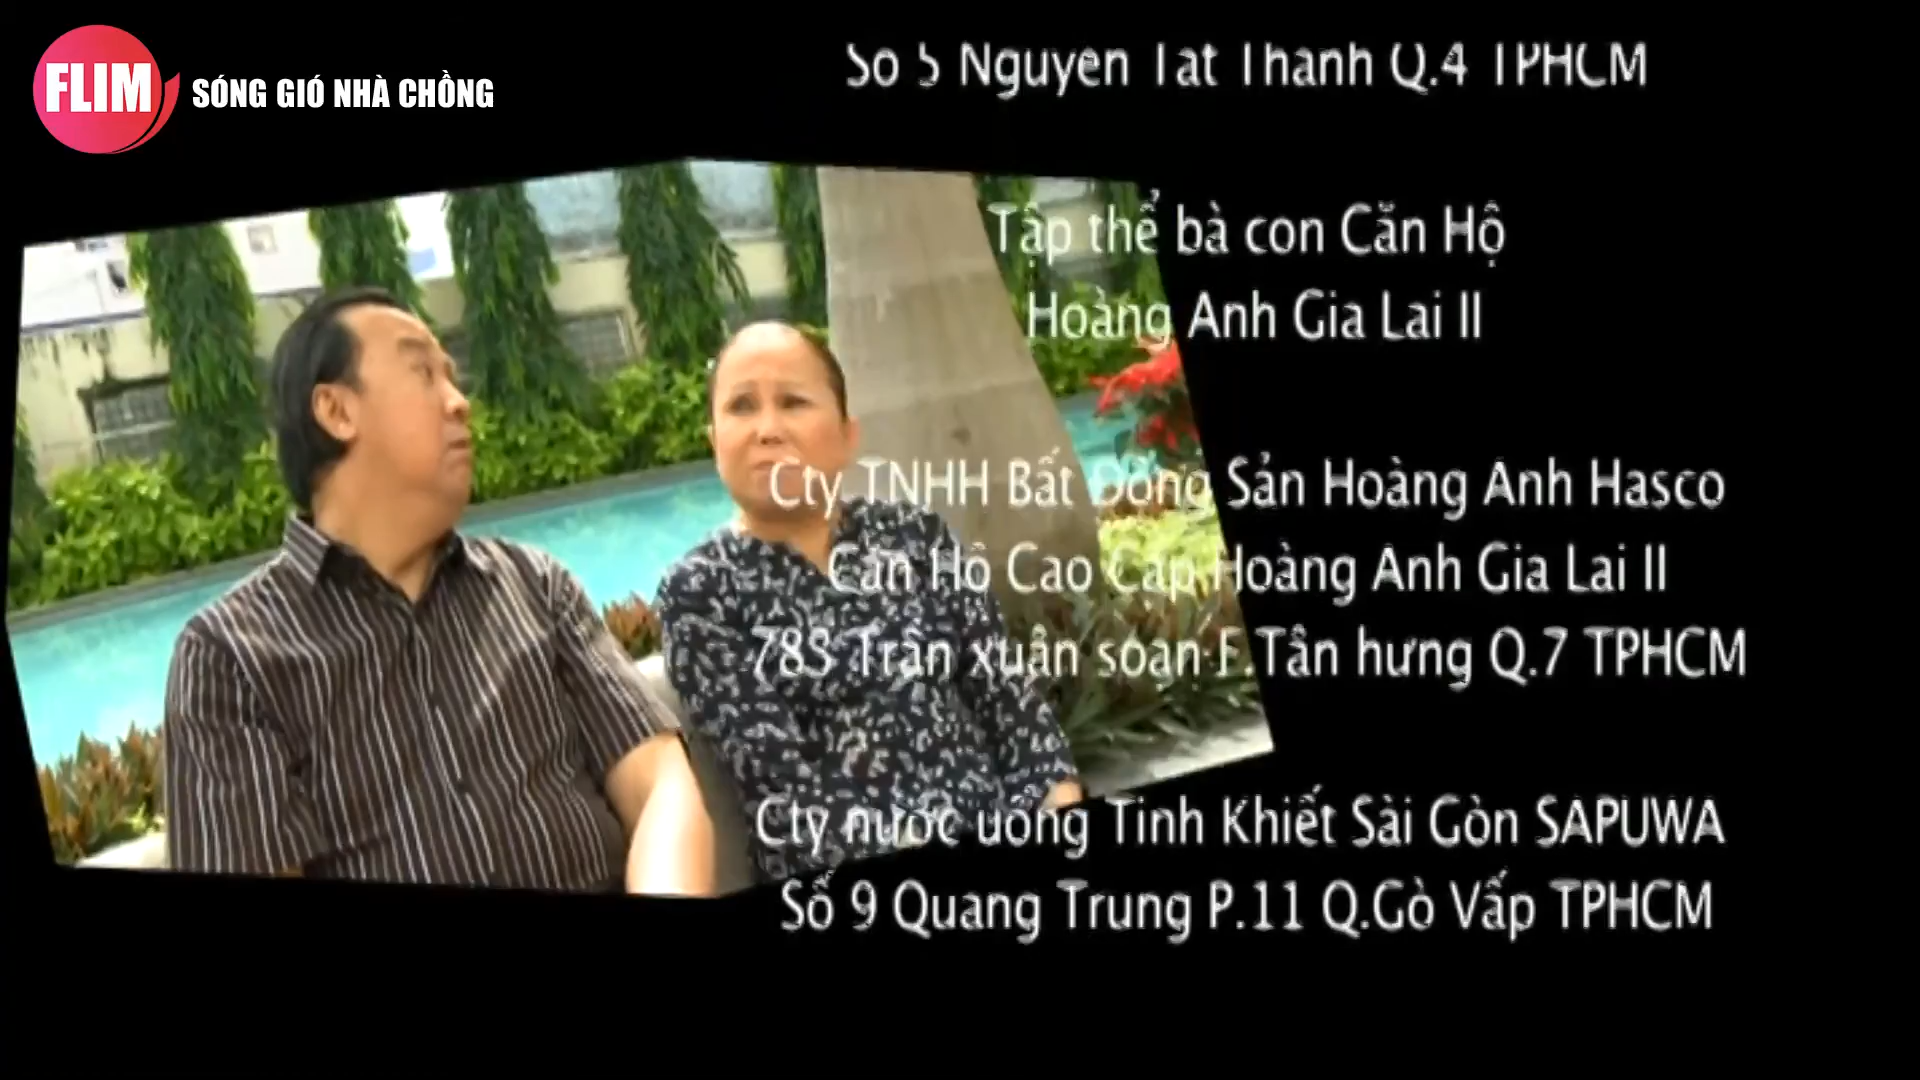 FLIM
SÓNG GIÓ NHÀ CHỒNG
Số 5 Nguyễn Tất Thành Q.4 TPHCM
Tập thể bà con Căn Hộ
Hoàng Anh Gia Lai II
Cty TNHH Bất Động Sản Hoàng Anh Hasco
Căn Hộ Cao Cấp Hoàng Anh Gia Lai II
783 Trần xuân soạn F.Tân hưng Q.7 TPHCM
Cty nước uống Tinh Khiết Sài Gòn SAPUWA
Số 9 Quang Trung P.11 Q.Gò Vấp TPHCM